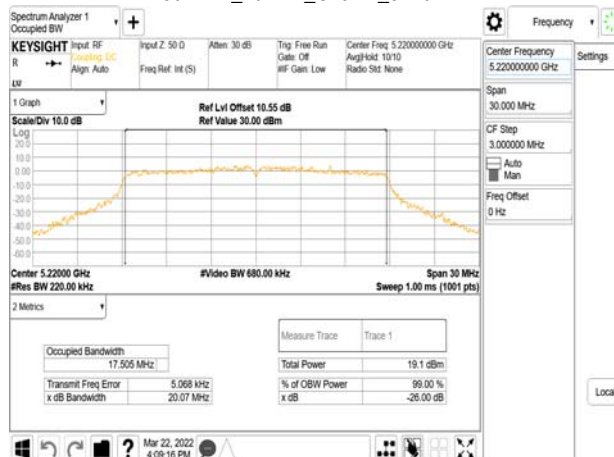 Spectrum Analyzer 1
Occupied BW
Frequency
Settings
KEYSIGHT
R
LXI
Input: RF
Coupling: DC
Align: Auto
Input Z: 50 Ω
Freq Ref: Int (S)
Atten: 30 dB
Trig: Free Run
Gate: Off
#IF Gain: Low
Center Freq: 5.220000000 GHz
Avg|Hold: 10/10
Radio Std: None
Center Frequency
5.220000000 GHz
Span
30.000 MHz
CF Step
3.000000 MHz
Auto
Man
Freq Offset
0 Hz
Local
1 Graph
Scale/Div 10.0 dB
Ref Lvl Offset 10.55 dB
Ref Value 30.00 dBm
Log
20.0
10.0
0.00
-10.0
-20.0
-30.0
-40.0
-50.0
-60.0
Center 5.22000 GHz
#Res BW 220.00 kHz
#Video BW 680.00 kHz
Span 30 MHz
Sweep 1.00 ms (1001 pts)
2 Metrics
Measure Trace
Trace 1
Occupied Bandwidth
17.505 MHz
Total Power
19.1 dBm
Transmit Freq Error
5.068 kHz
% of OBW Power
99.00 %
x dB Bandwidth
20.07 MHz
x dB
-26.00 dB
Mar 22, 2022
4:09:16 PM